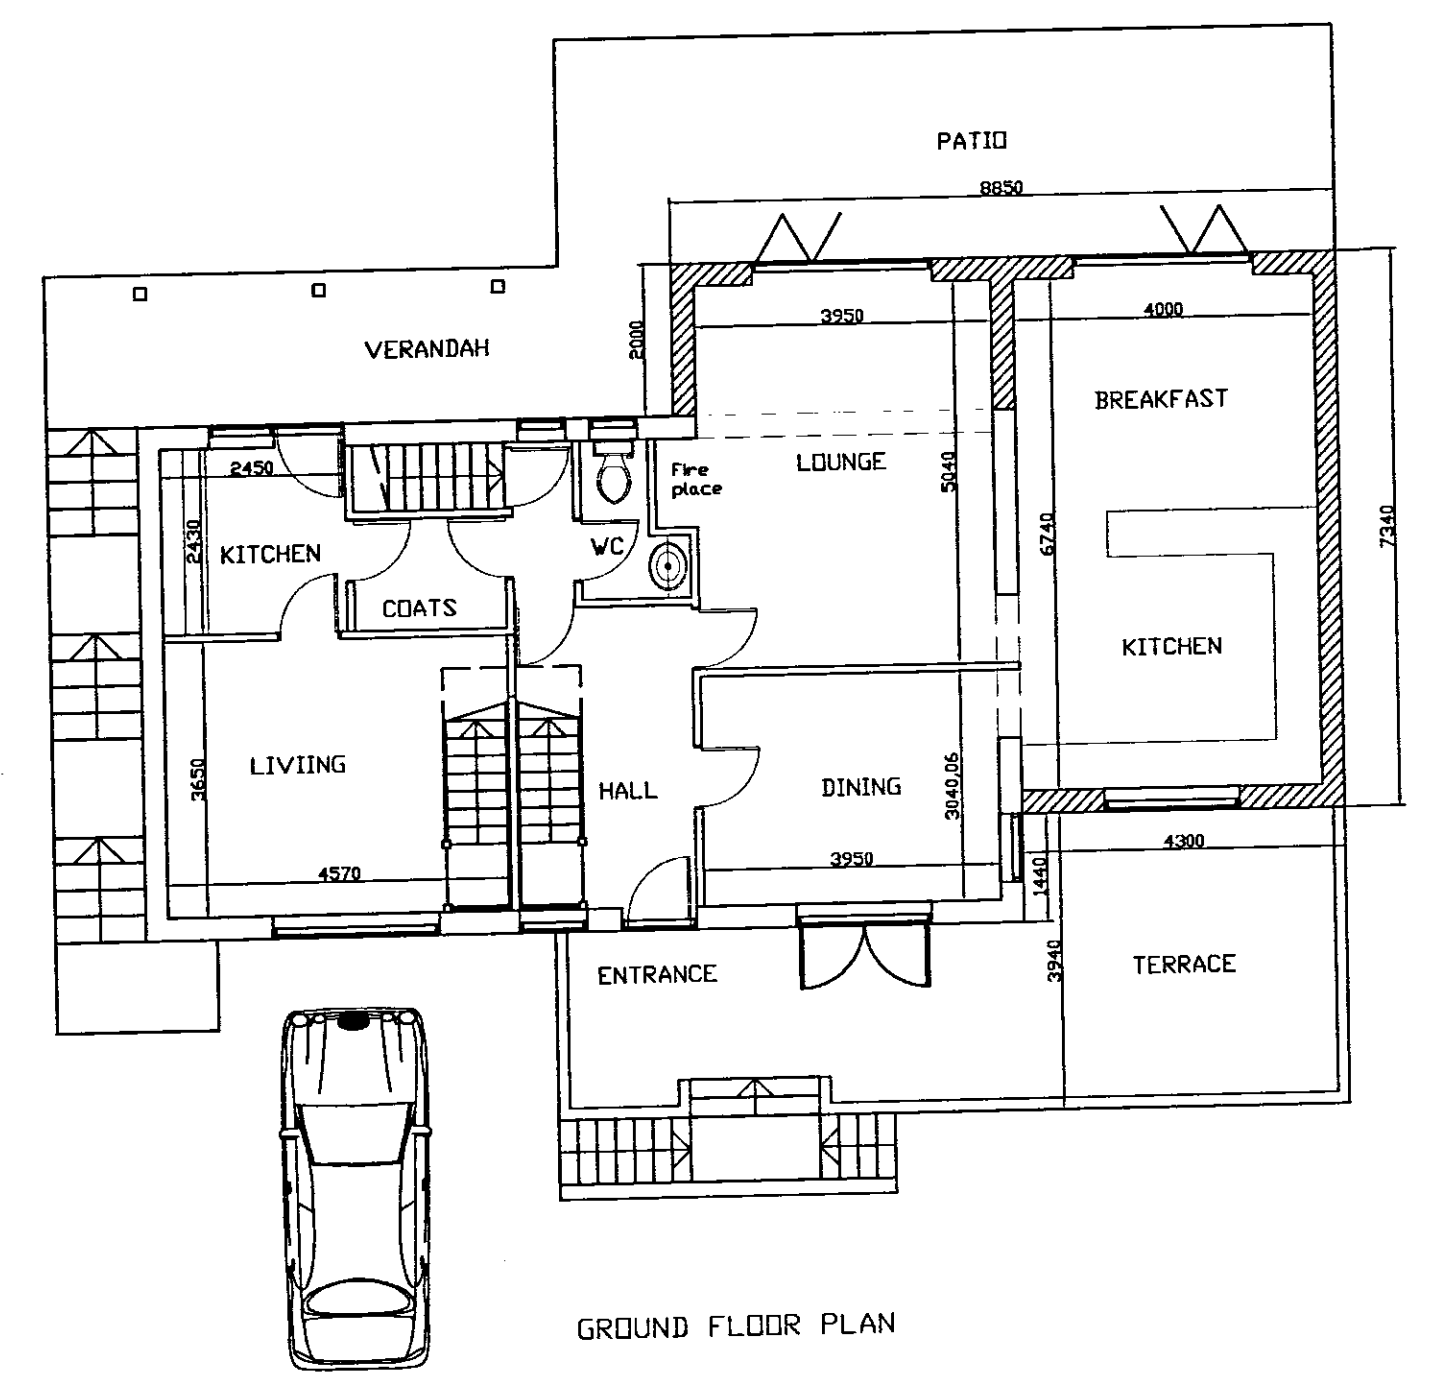 PATIO
8850
3950
4000
2000
VERANDAH
BREAKFAST
LOUNGE
Fire
place
2450
5040
2430
KITCHEN
WC
6740
7340
COATS
KITCHEN
LIVIING
3650
HALL
DINING
3040,06
3950
4570
4300
1440
ENTRANCE
3940
TERRACE
GROUND FLOOR PLAN